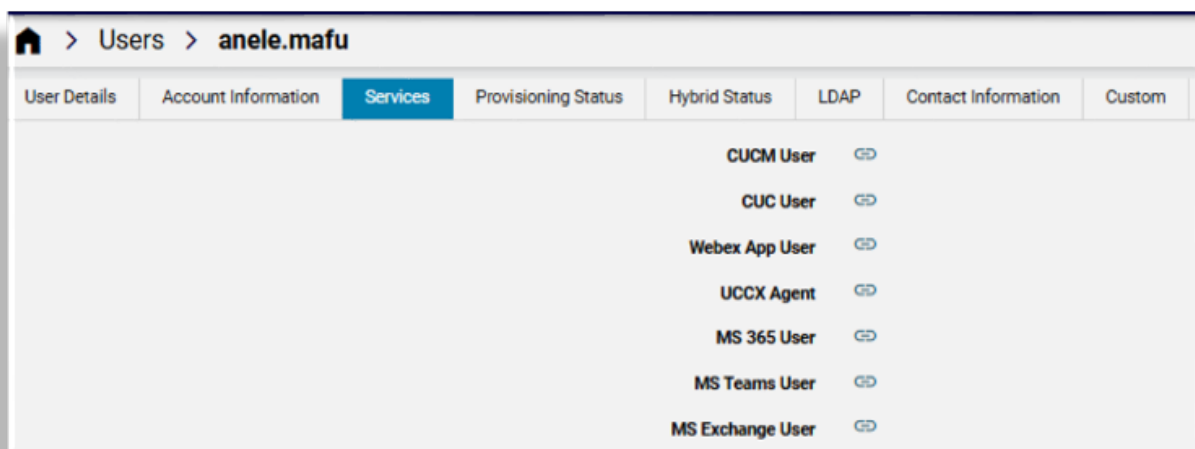 > Users > anele.mafu
User Details Account Information Services Provisioning Status Hybrid Status LDAP Contact Information Custom
CUCM User
CUC User
Webex App User
UCCX Agent
MS 365 User
MS Teams User
MS Exchange User